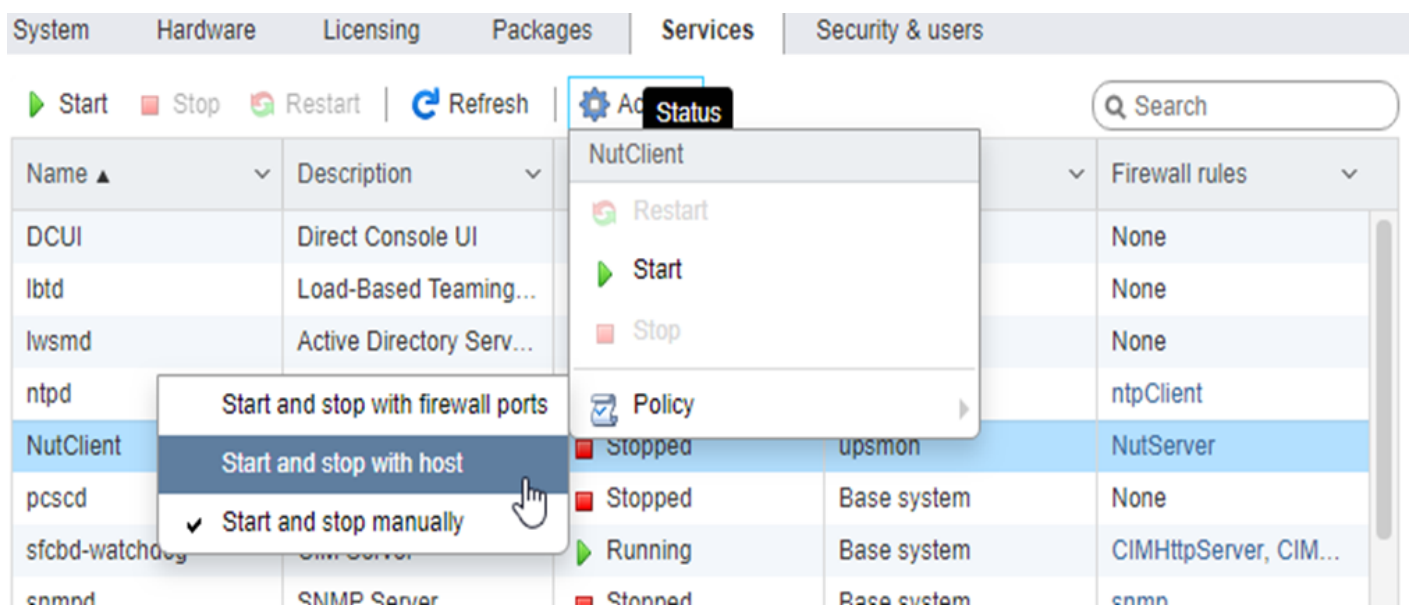 System Hardware Licensing Packages Services Security & users
Start Stop Restart Refresh Ac Status Search
Name Description Firewall rules
NutClient
Restart
Start
Stop
Policy
DCUI Direct Console UI None
lbtd Load-Based Teaming... None
lwsmd Active Directory Serv... None
ntpd ntpClient
Start and stop with firewall ports
Start and stop with host
Start and stop manually
NutClient Stopped upsmon NutServer
pcscd Stopped Base system None
sfcbd-watchdog CIM Server Running Base system CIMHttpServer, CIM...
snmpd SNMP Server Stopped Base system snmp